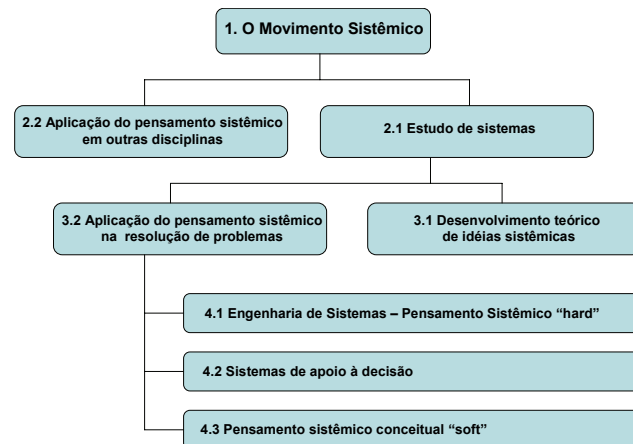 1. O Movimento Sistêmico
2.2 Aplicação do pensamento sistêmico
em outras disciplinas
2.1 Estudo de sistemas
3.2 Aplicação do pensamento sistêmico
na resolução de problemas
3.1 Desenvolvimento teórico
de idéias sistêmicas
4.1 Engenharia de Sistemas – Pensamento Sistêmico “hard”
4.2 Sistemas de apoio à decisão
4.3 Pensamento sistêmico conceitual “soft”